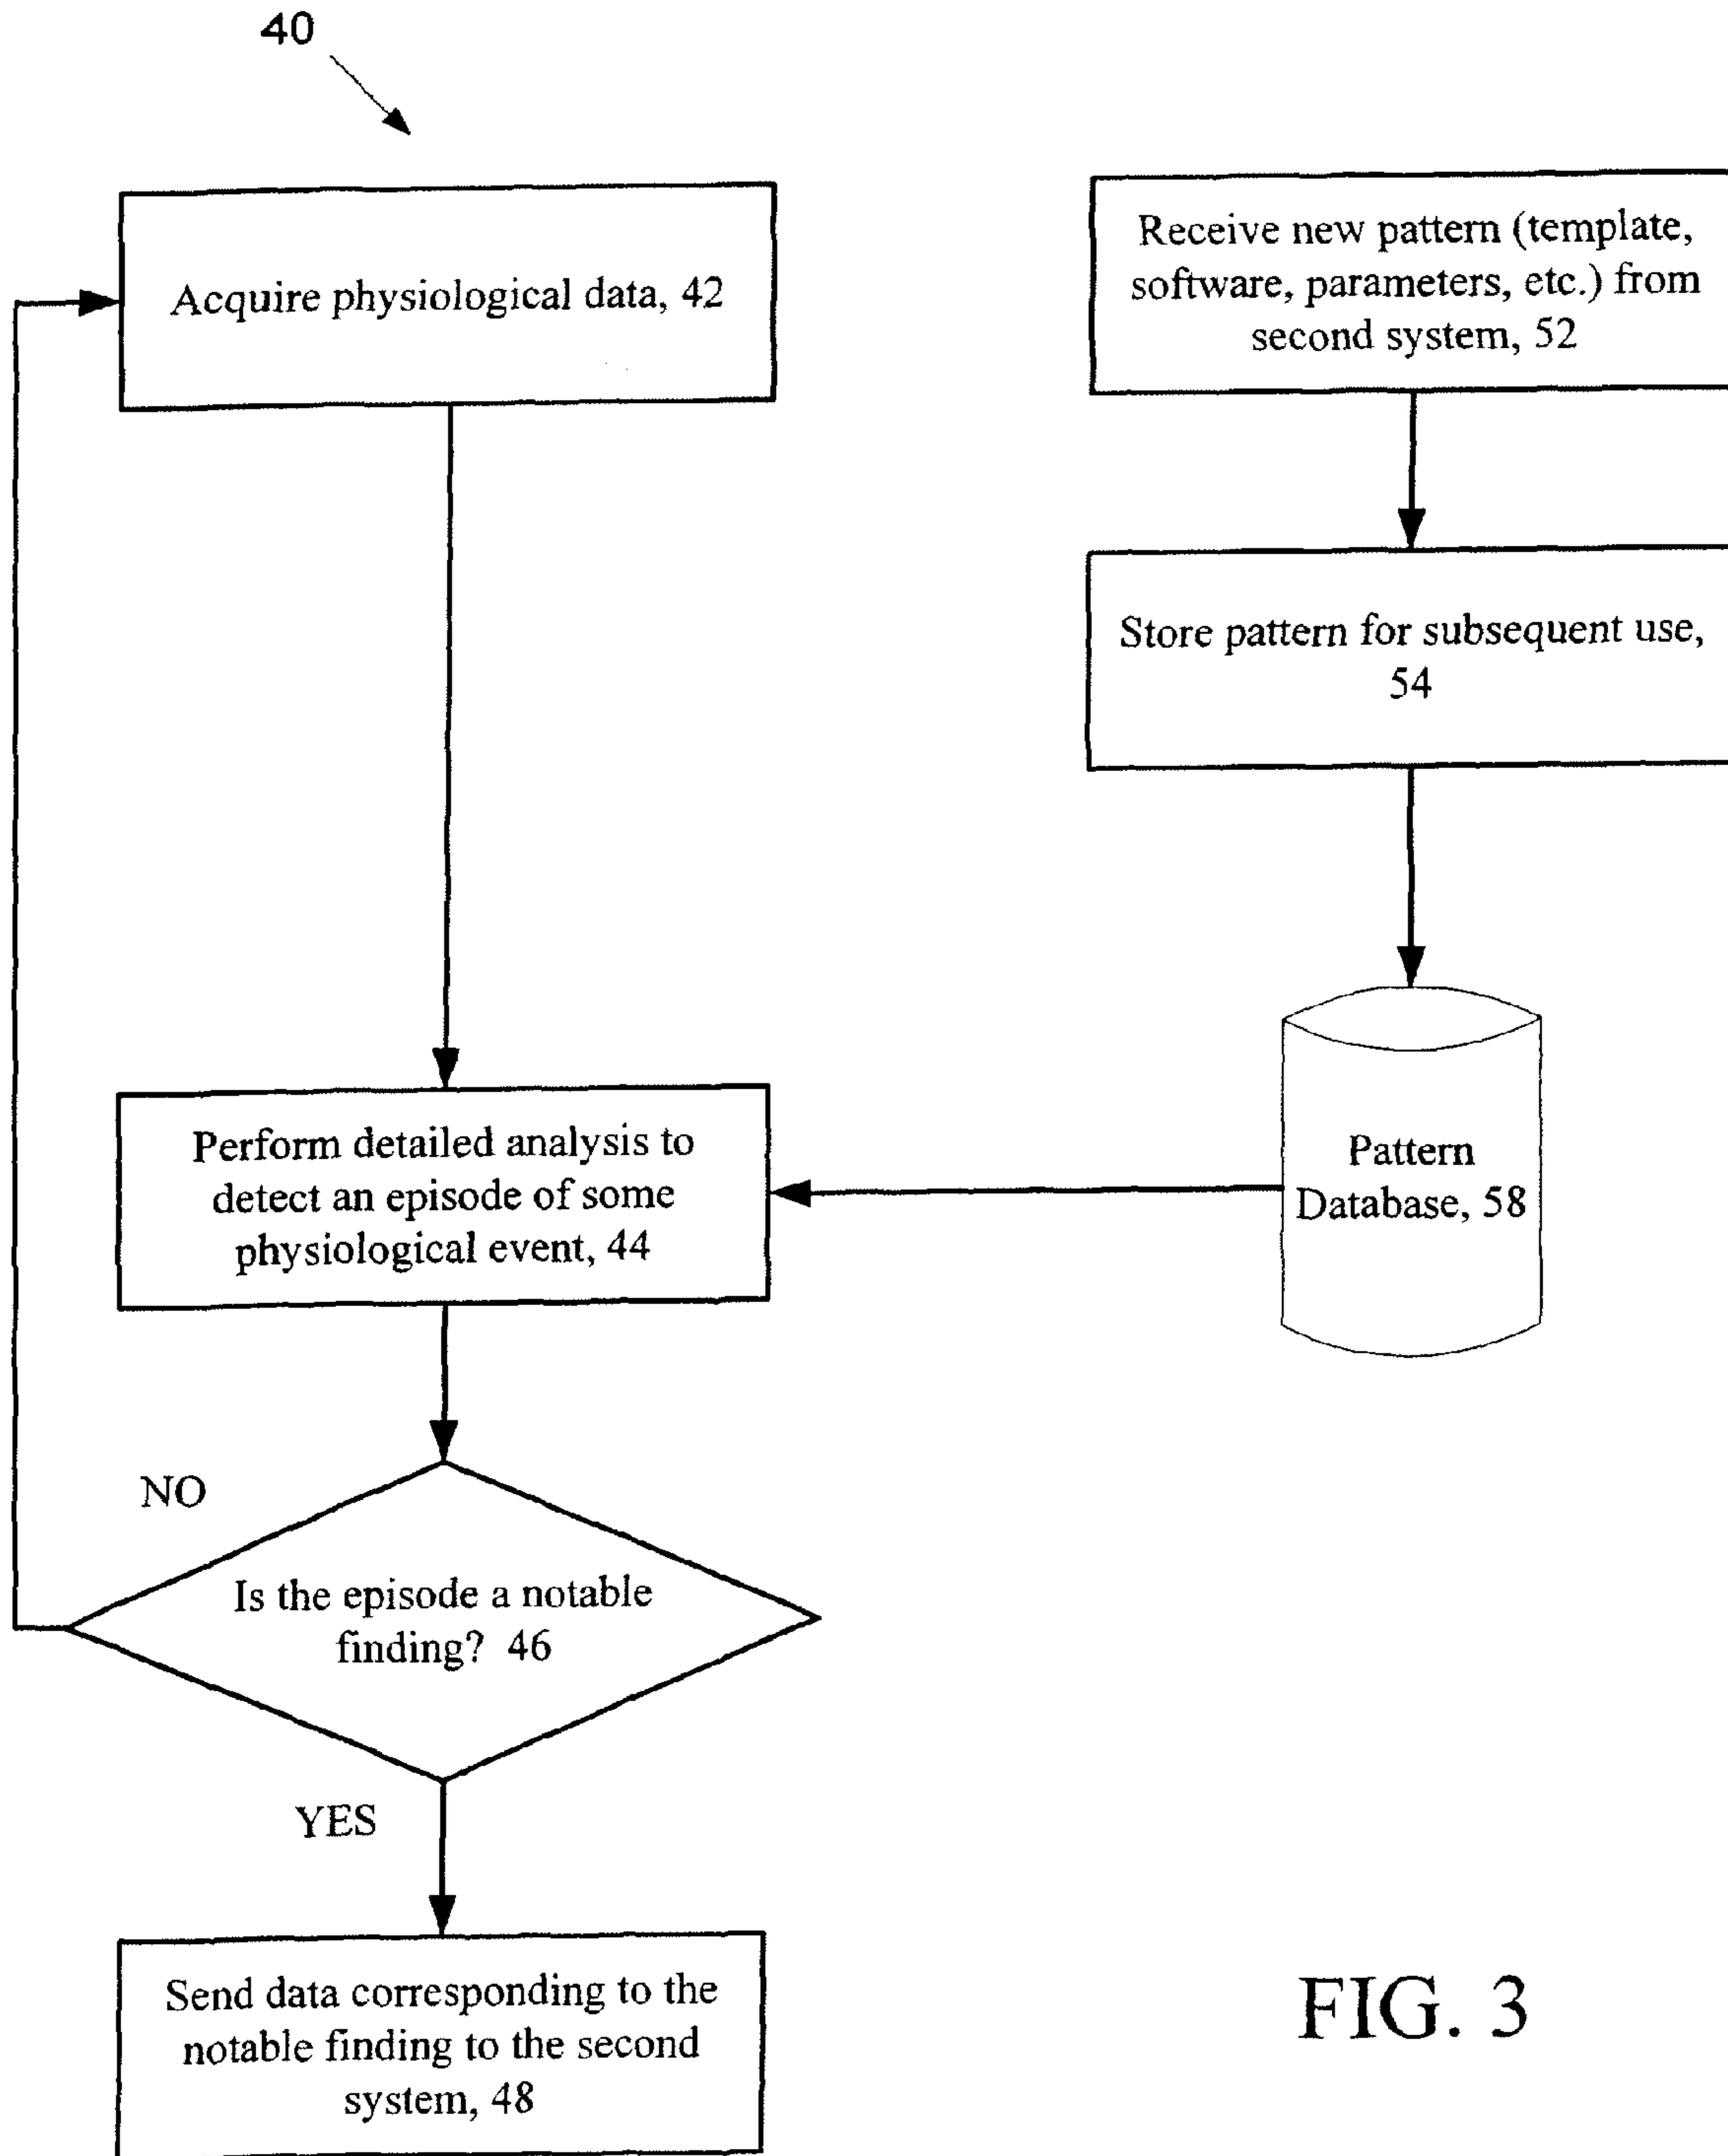 40
Acquire physiological data, 42
Receive new pattern (template,
software, parameters, etc.) from
second system, 52
Store pattern for subsequent use,
54
Perform detailed analysis to
detect an episode of some
physiological event, 44
Pattern
Database, 58
NO
Is the episode a notable
finding? 46
YES
Send data corresponding to the
notable finding to the second
system, 48
FIG. 3